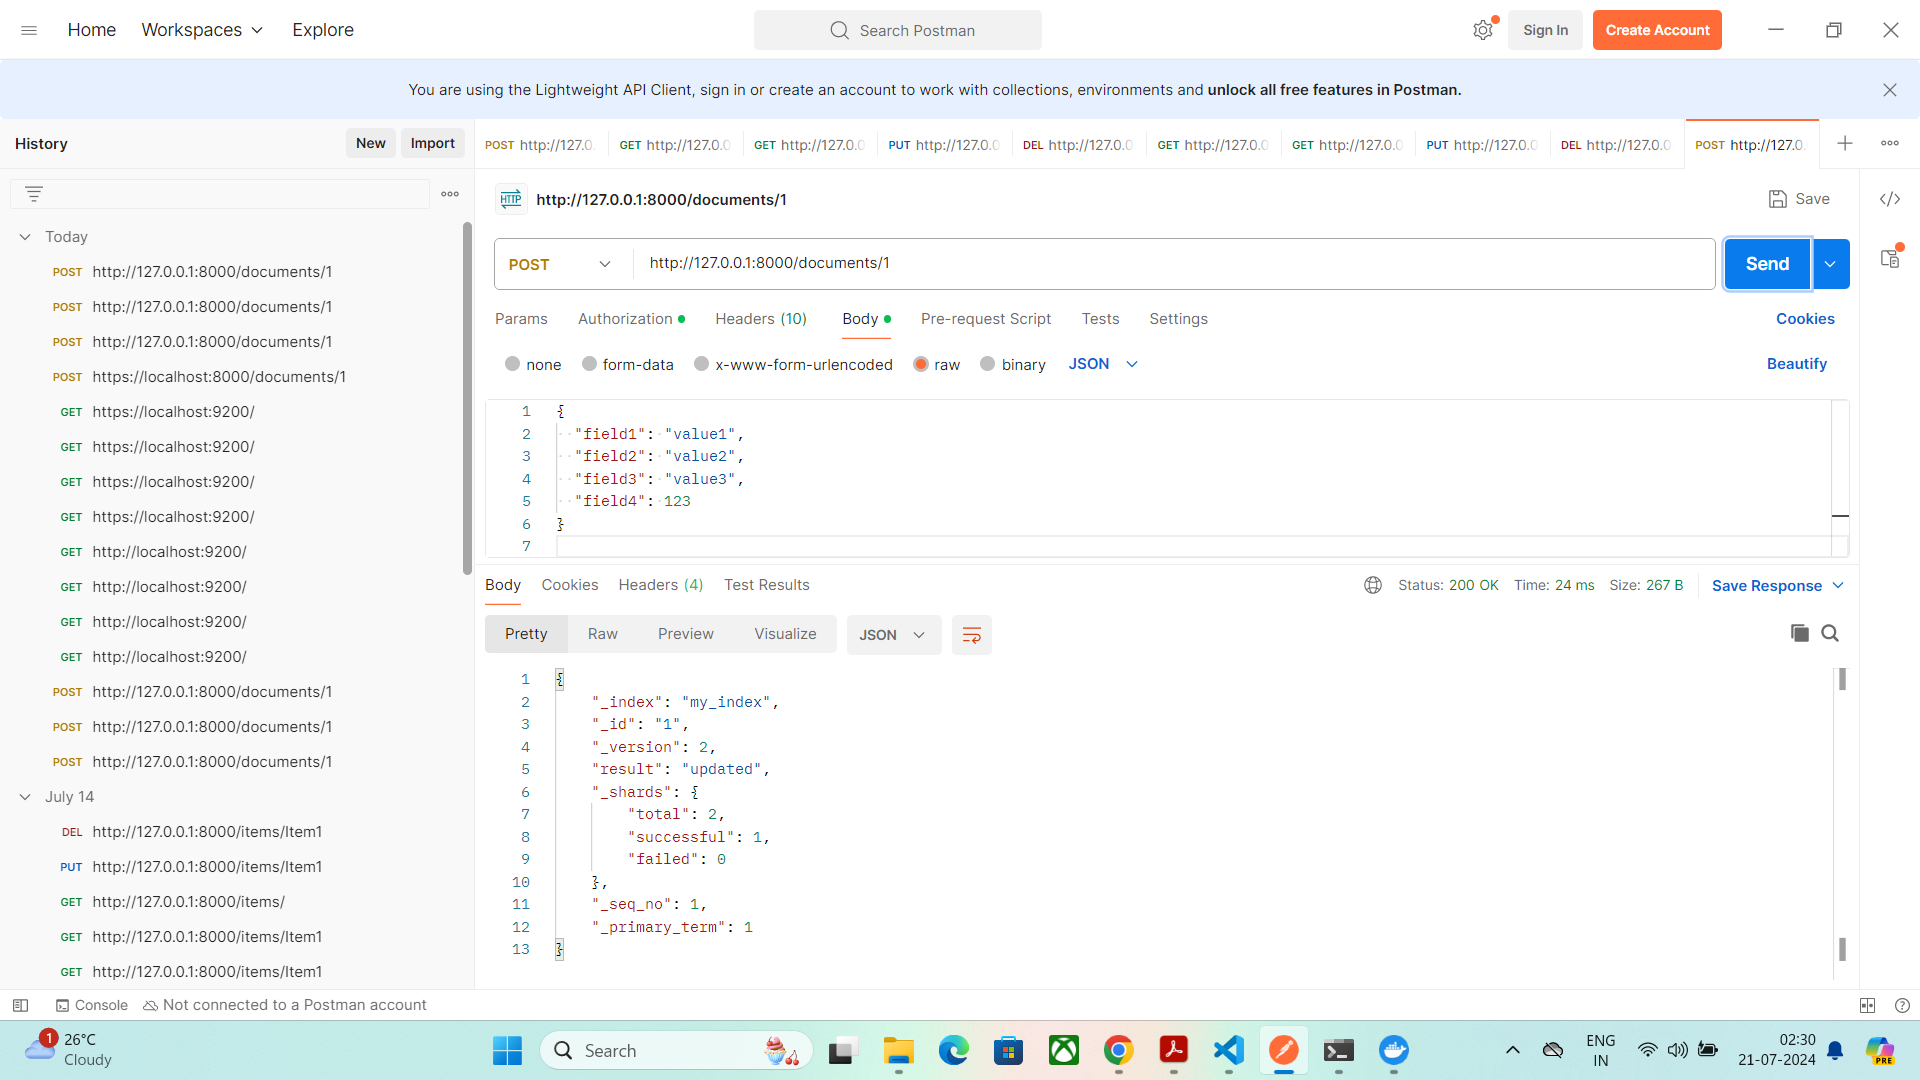 Home Workspaces Explore Search Postman Sign In Create Account
You are using the Lightweight API Client, sign in or create an account to work with collections, environments and unlock all free features in Postman.
History New Import
POST http://127.0. GET http://127.0.0 GET http://127.0.0 PUT http://127.0.0 DEL http://127.0.0 GET http://127.0.0 GET http://127.0.0 PUT http://127.0.0 DEL http://127.0.0 POST http://127.0.
HTTP http://127.0.0.1:8000/documents/1 Save
Today
POST http://127.0.0.1:8000/documents/1
POST http://127.0.0.1:8000/documents/1
POST http://127.0.0.1:8000/documents/1
POST https://localhost:8000/documents/1
GET https://localhost:9200/
GET https://localhost:9200/
GET https://localhost:9200/
GET https://localhost:9200/
GET http://localhost:9200/
GET http://localhost:9200/
GET http://localhost:9200/
GET http://localhost:9200/
POST http://127.0.0.1:8000/documents/1
POST http://127.0.0.1:8000/documents/1
POST http://127.0.0.1:8000/documents/1
July 14
DEL http://127.0.0.1:8000/items/Item1
PUT http://127.0.0.1:8000/items/Item1
GET http://127.0.0.1:8000/items/
GET http://127.0.0.1:8000/items/Item1
GET http://127.0.0.1:8000/items/Item1
POST http://127.0.0.1:8000/documents/1 Send
Params Authorization Headers (10) Body Pre-request Script Tests Settings Cookies
none form-data x-www-form-urlencoded raw binary JSON Beautify
1 {
2 "field1": "value1",
3 "field2": "value2",
4 "field3": "value3",
5 "field4": 123
6 }
7
Body Cookies Headers (4) Test Results Status: 200 OK Time: 24 ms Size: 267 B Save Response
Pretty Raw Preview Visualize JSON
1 {
2 "_index": "my_index",
3 "_id": "1",
4 "_version": 2,
5 "result": "updated",
6 "_shards": {
7 "total": 2,
8 "successful": 1,
9 "failed": 0
10 },
11 "_seq_no": 1,
12 "_primary_term": 1
13 }
Console Not connected to a Postman account
1 26°C
Cloudy
Search
PRE
ENG
IN
02:30
21-07-2024